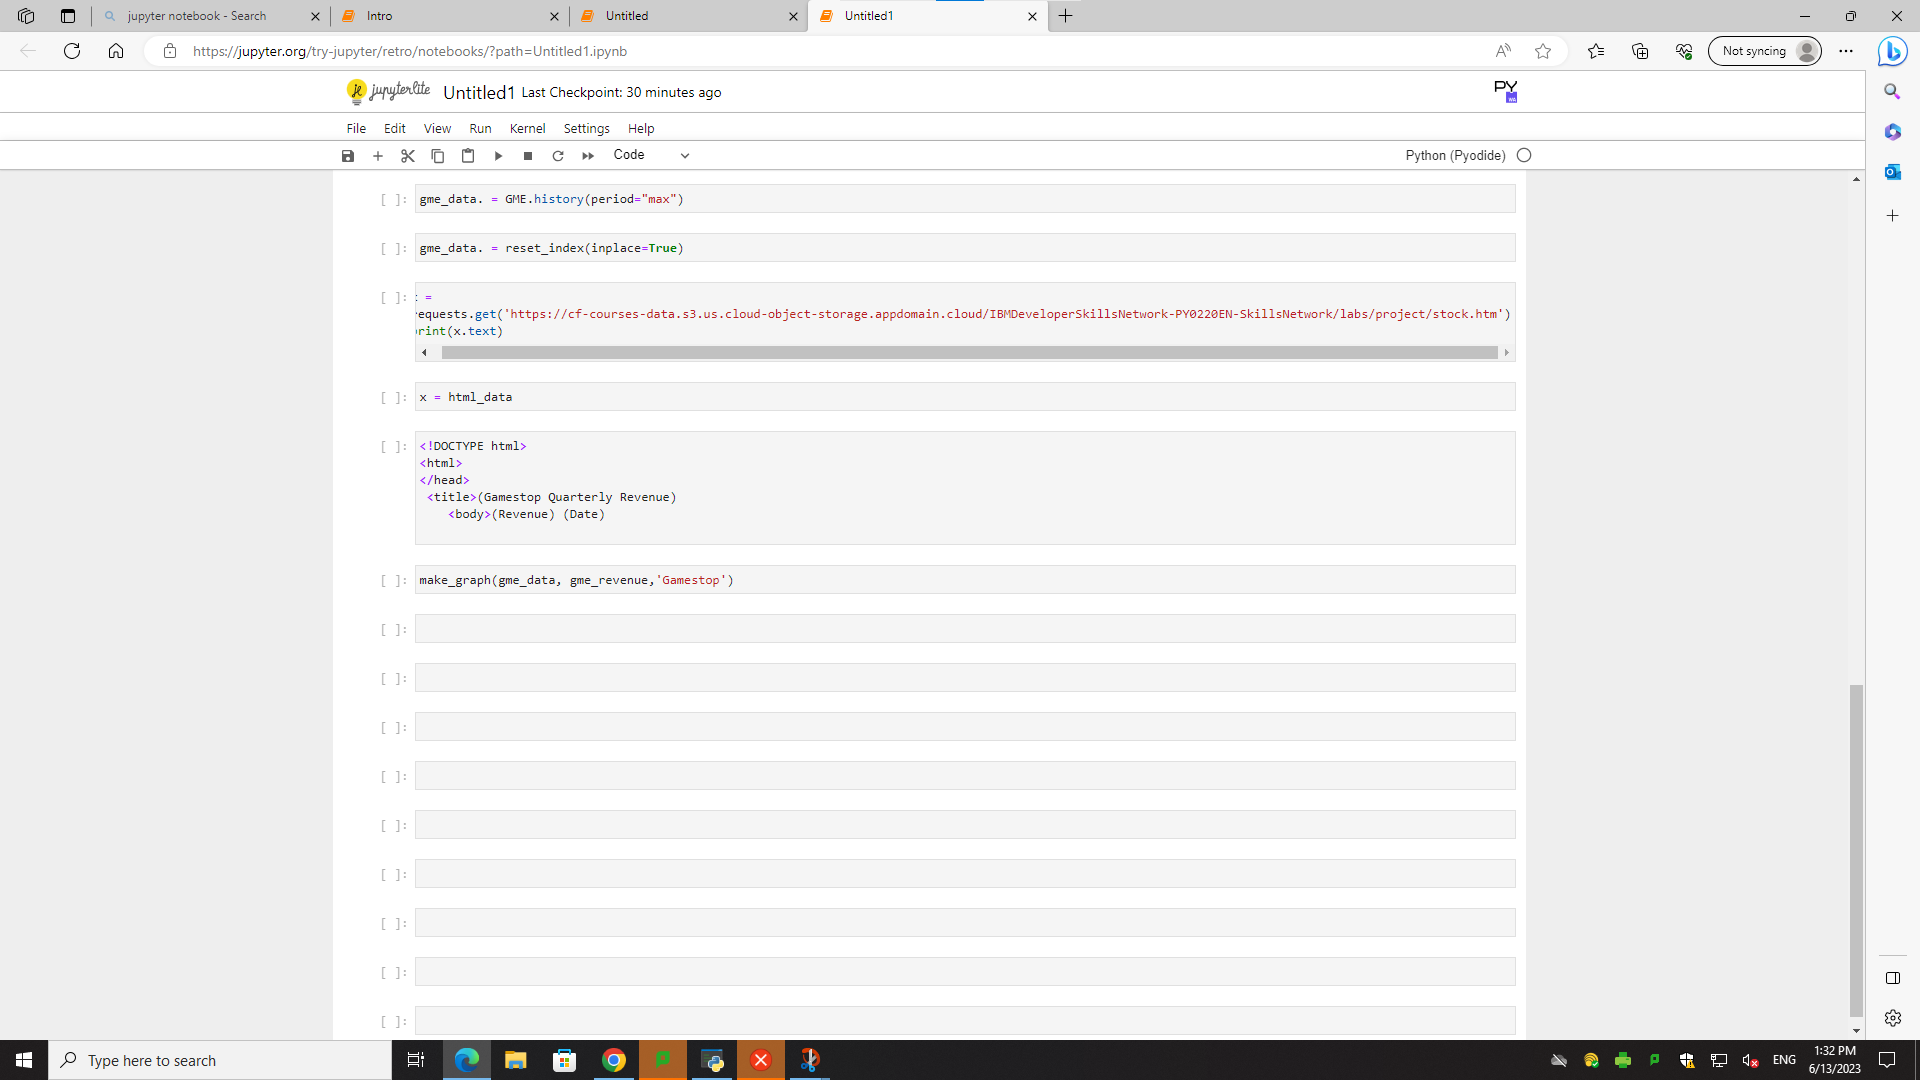 jupyter notebook - Search
Intro
Untitled
Untitled1
https://jupyter.org/try-jupyter/retro/notebooks/?path=Untitled1.ipynb
Not syncing
jupyterlite
Untitled1 Last Checkpoint: 30 minutes ago
PY
File Edit View Run Kernel Settings Help
Code
Python (Pyodide)
[ ]: gme_data. = GME.history(period="max")
[ ]: gme_data. = reset_index(inplace=True)
[ ]: =
requests.get('https://cf-courses-data.s3.us.cloud-object-storage.appdomain.cloud/IBMDeveloperSkillsNetwork-PY0220EN-SkillsNetwork/labs/project/stock.htm')
print(x.text)
[ ]: x = html_data
[ ]: <!DOCTYPE html>
<html>
</head>
<title>(Gamestop Quarterly Revenue)
<body>(Revenue) (Date)
[ ]: make_graph(gme_data, gme_revenue,'Gamestop')
[ ]:
[ ]:
[ ]:
[ ]:
[ ]:
[ ]:
[ ]:
[ ]:
[ ]:
Type here to search
ENG
1:32 PM
6/13/2023